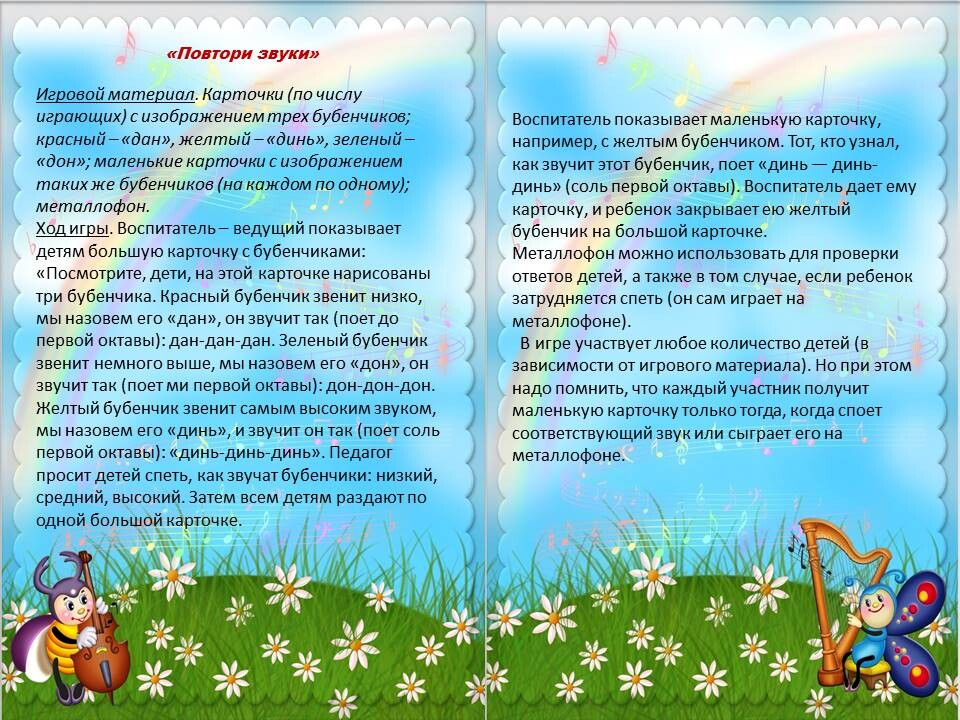 «Повтори звуки»
Игровой материал. Карточки (по числу
играющих) с изображением трех бубенчиков;
красный – «дан», желтый – «динь», зеленый –
«дон»; маленькие карточки с изображением
таких же бубенчиков (на каждом по одному);
металлофон.
Ход игры. Воспитатель – ведущий показывает
детям большую карточку с бубенчиками:
«Посмотрите, дети, на этой карточке нарисованы
три бубенчика. Красный бубенчик звенит низко,
мы назовем его «дан», он звучит так (поет до
первой октавы): дан-дан-дан. Зеленый бубенчик
звенит немного выше, мы назовем его «дон», он
звучит так (поет ми первой октавы): дон-дон-дон.
Желтый бубенчик звенит самым высоким звуком,
мы назовем его «динь», и звучит он так (поет соль
первой октавы): «динь-динь-динь». Педагог
просит детей спеть, как звучат бубенчики: низкий,
средний, высокий. Затем всем детям раздают по
одной большой карточке.
Воспитатель показывает маленькую карточку,
например, с желтым бубенчиком. Тот, кто узнал,
как звучит этот бубенчик, поет «динь — динь-
динь» (соль первой октавы). Воспитатель дает ему
карточку, и ребенок закрывает ею желтый
бубенчик на большой карточке.
Металлофон можно использовать для проверки
ответов детей, а также в том случае, если ребенок
затрудняется спеть (он сам играет на
металлофоне).
В игре участвует любое количество детей (в
зависимости от игрового материала). Но при этом
надо помнить, что каждый участник получит
маленькую карточку только тогда, когда споет
соответствующий звук или сыграет его на
металлофоне.